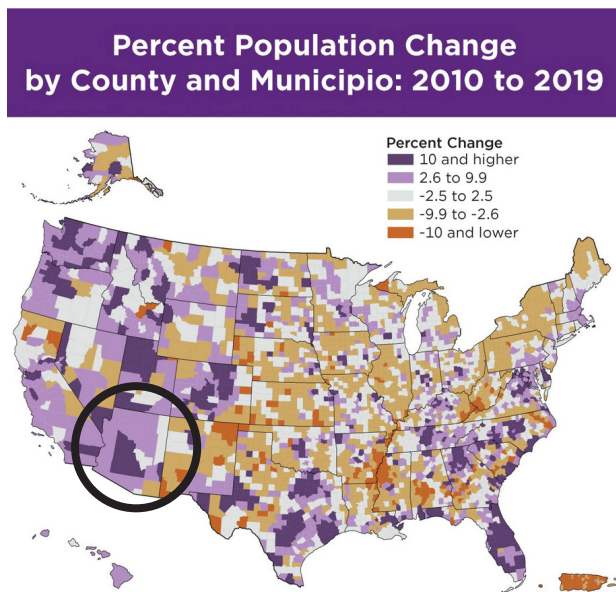 Percent Population Change
by County and Municipio: 2010 to 2019
Percent Change
10 and higher
2.6 to 9.9
-2.5 to 2.5
-9.9 to -2.6
-10 and lower